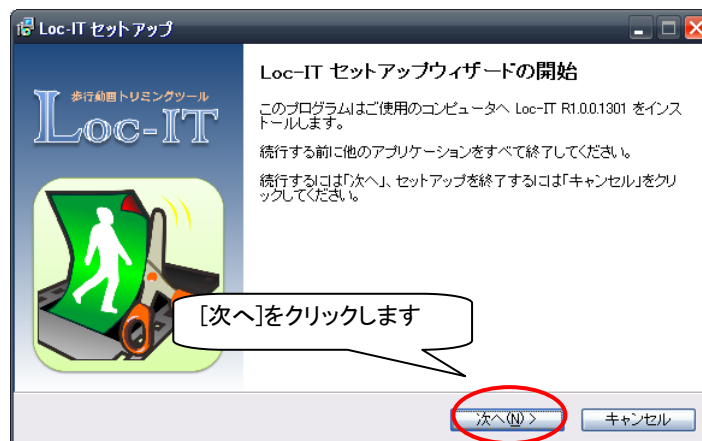 Loc-IT セットアップ
歩行動画トリミングツール
Loc-IT
Loc-IT セットアップウィザードの開始
このプログラムはご使用のコンピュータへ Loc-IT R1.0.0.1301 をインス
トールします。
続行する前に他のアプリケーションをすべて終了してください。
続行するには「次へ」、セットアップを終了するには「キャンセル」をクリ
ックしてください。
[次へ]をクリックします
次へ(N) >
キャンセル